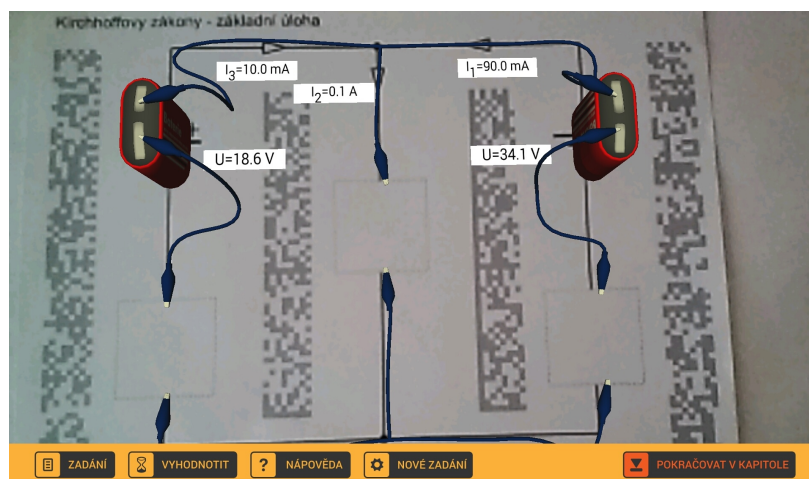 Kirchhoffovy zákony - základní úloha
I3=10.0 mA
I2=0.1 A
I1=90.0 mA
U=18.6 V
U=34.1 V
ZADÁNÍ
VYHODNOTIT
? NÁPOVĚDA
NOVÉ ZADÁNÍ
POKRAČOVAT V KAPITOLE